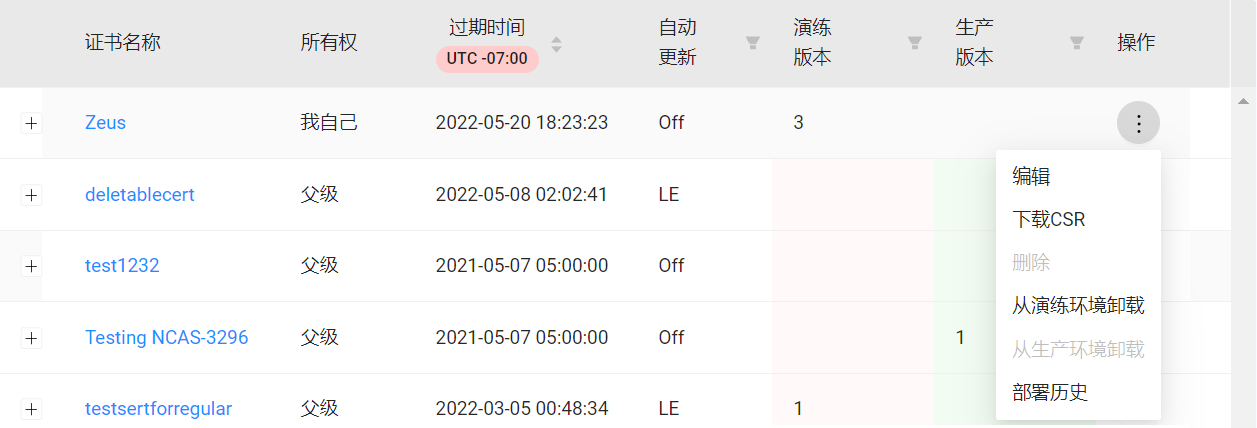 证书名称 所有权 过期时间 UTC -07:00 自动更新 演练版本 生产版本 操作
Zeus 我自己 2022-05-20 18:23:23 Off 3
deletablecert 父级 2022-05-08 02:02:41 LE
test1232 父级 2021-05-07 05:00:00 Off
Testing NCAS-3296 父级 2021-05-07 05:00:00 Off 1
testsertforregular 父级 2022-03-05 00:48:34 LE 1
编辑
下载CSR
删除
从演练环境卸载
从生产环境卸载
部署历史